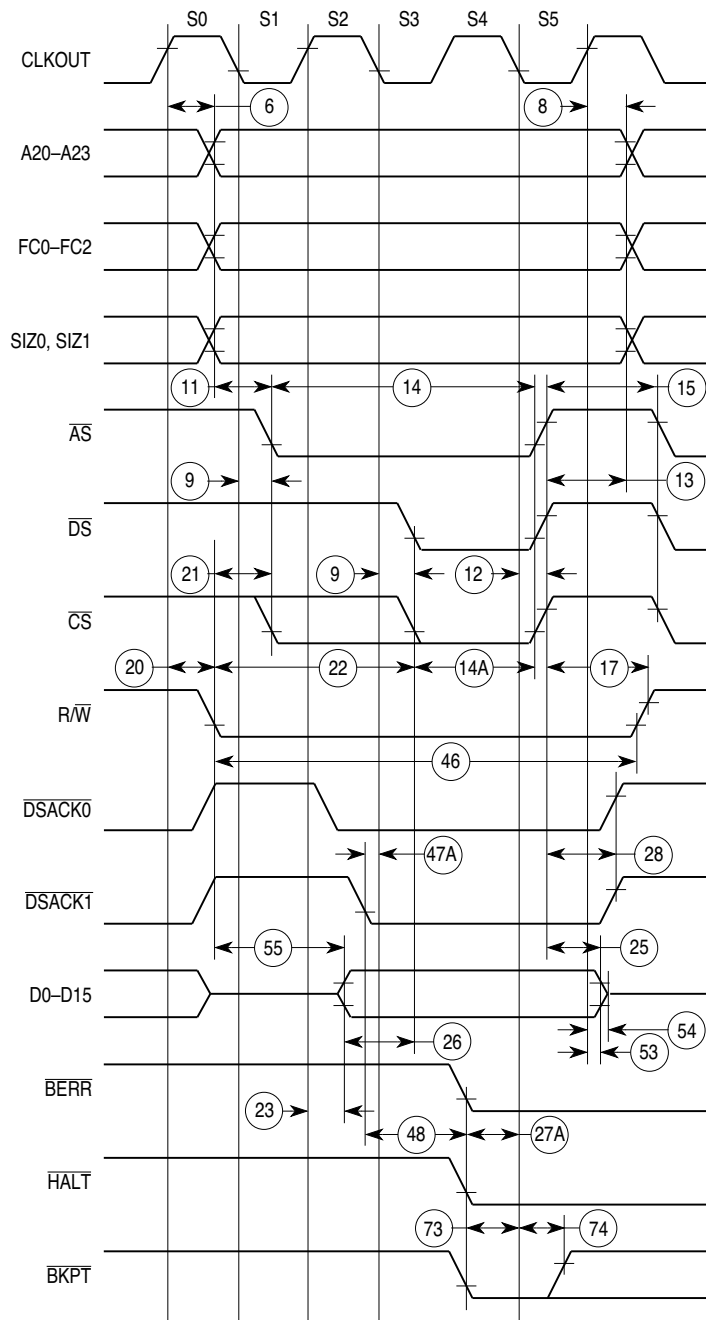 S0 S1 S2 S3 S4 S5
CLKOUT
6 8
A20–A23
FC0–FC2
SIZ0, SIZ1
11 14 15
AS
9 13
DS
21 9 12
CS
20 22 14A 17
R/W
46
DSACK0
47A 28
DSACK1
55 25
D0–D15
54
26 53
BERR
23
48 27A
HALT
73 74
BKPT